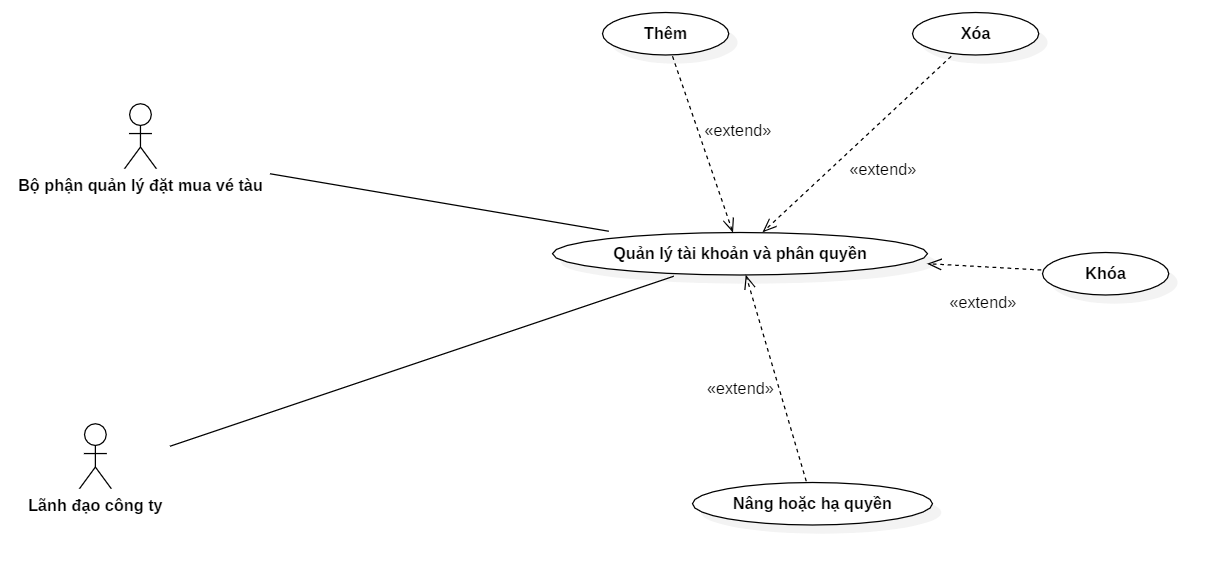 Thêm
Xóa
«extend»
«extend»
Bộ phận quản lý đặt mua vé tàu
Quản lý tài khoản và phân quyền
Khóa
«extend»
«extend»
Nâng hoặc hạ quyền
Lãnh đạo công ty